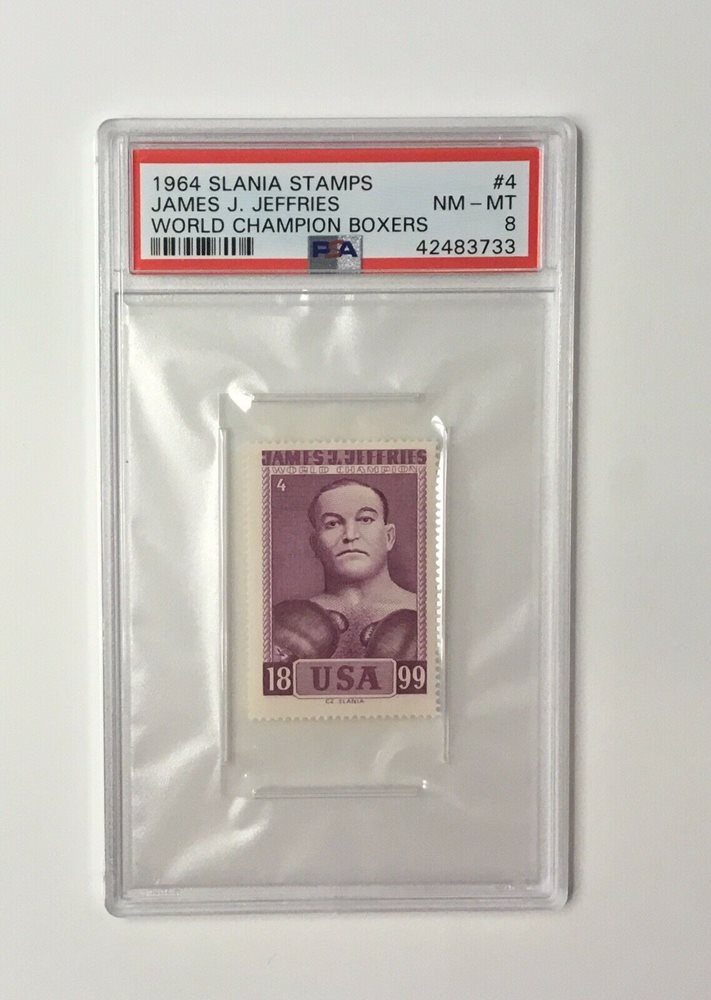 1964 SLANIA STAMPS #4
JAMES J. JEFFRIES NM – MT
WORLD CHAMPION BOXERS 8
PSA 42483733
JAMES J. JEFFRIES
WORLD CHAMPION
4
18 USA 99
CZ. SLANIA